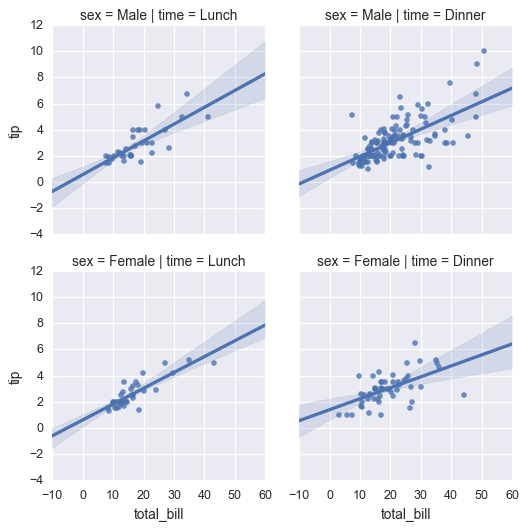 sex = Male | time = Lunch
sex = Male | time = Dinner
12
10
8
6
4
2
0
−2
−4
tip
sex = Female | time = Lunch
sex = Female | time = Dinner
12
10
8
6
4
2
0
−2
−4
tip
−10 0 10 20 30 40 50 60
−10 0 10 20 30 40 50 60
total_bill
total_bill